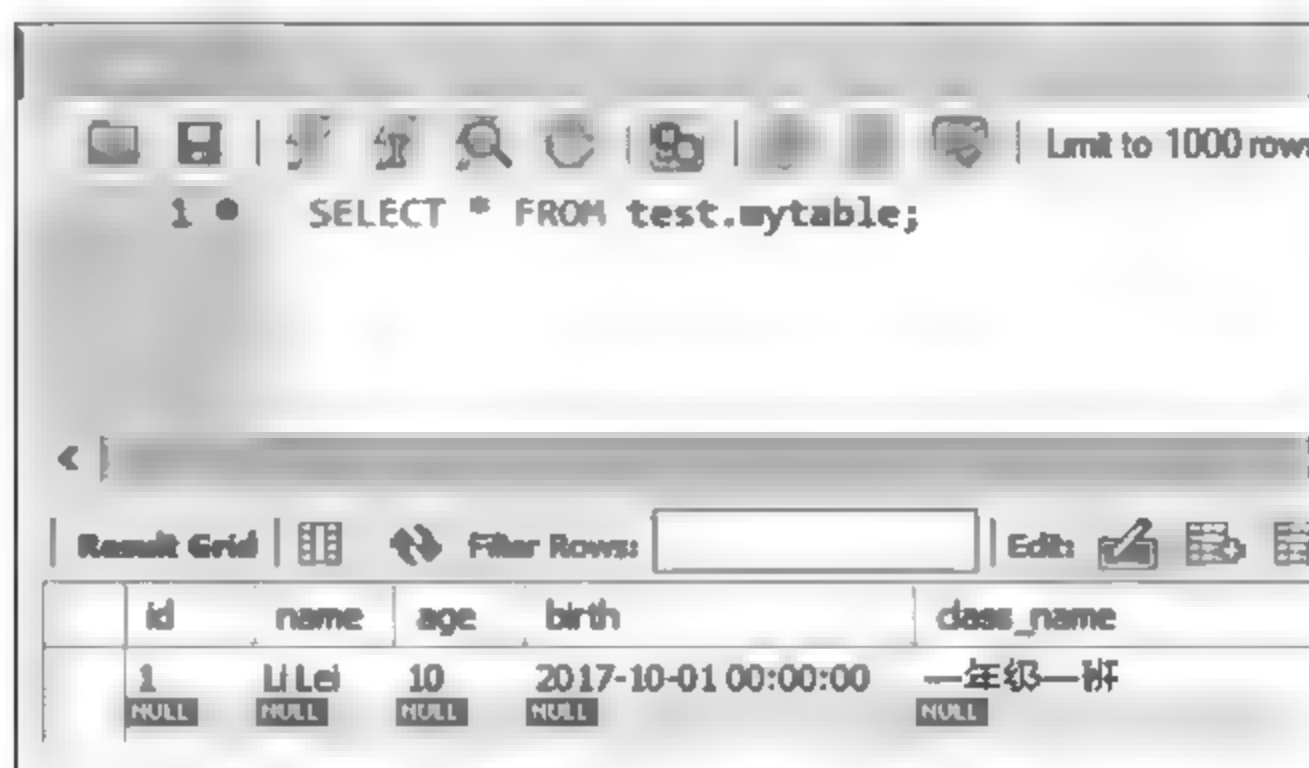 Limit to 1000 rows
1 SELECT * FROM test.mytable;
Result Grid Filter Rows: Edit:
id name age birth class_name
1 Li Lei 10 2017-10-01 00:00:00 一年级一班
NULL NULL NULL NULL NULL